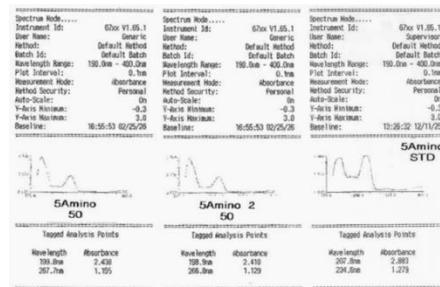 Spectrum Mode.....
Instrument Id: 67xx V1.65.1
User Name: Generic
Method: Default Method
Batch Id: Default Batch
Wavelength Range: 190.0nm - 400.0nm
Plot Interval: 0.1nm
Measurement Mode: Absorbance
Method Security: Personal
Auto-Scale: On
Y-Axis Minimum: -0.3
Y-Axis Maximum: 3.0
Baseline: 16:55:53 02/25/26
5Amino
50
Tagged Analysis Points
Wavelength Absorbance
267.7nm 1.195
Spectrum Mode.....
Instrument Id: 67xx V1.65.1
User Name: Generic
Method: Default Method
Batch Id: Default Batch
Wavelength Range: 190.0nm - 400.0nm
Plot Interval: 0.1nm
Measurement Mode: Absorbance
Method Security: Personal
Auto-Scale: On
Y-Axis Minimum: -0.3
Y-Axis Maximum: 3.0
Baseline: 16:55:53 02/25/26
5Amino 2
50
Tagged Analysis Points
Wavelength Absorbance
198.9nm 2.410
266.8nm 1.129
Spectrum Mode.....
Instrument Id: 67xx V1.65.1
User Name: Supervisor
Method: Default Method
Batch Id: Default Batch
Wavelength Range: 190.0nm - 400.0nm
Plot Interval: 0.1nm
Measurement Mode: Absorbance
Method Security: Personal
Auto-Scale: On
Y-Axis Minimum: -0.3
Y-Axis Maximum: 3.0
Baseline:
5Amino
STD
Tagged Analysis Points
Wavelength Absorbance
207.8nm 2.883
234.6nm 1.279